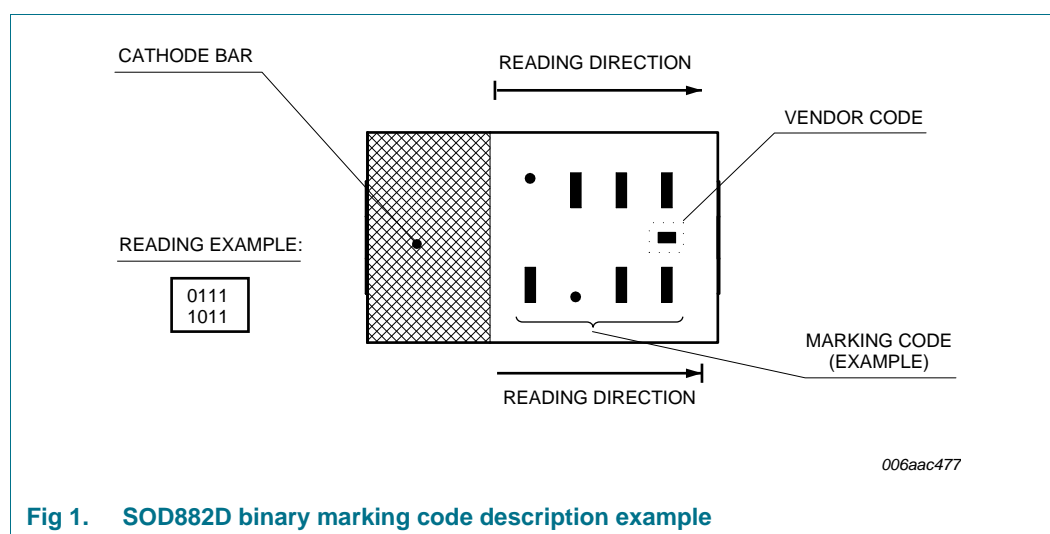 CATHODE BAR
READING DIRECTION
VENDOR CODE
READING EXAMPLE:
0111
1011
MARKING CODE
(EXAMPLE)
READING DIRECTION
006aac477
Fig 1. SOD882D binary marking code description example